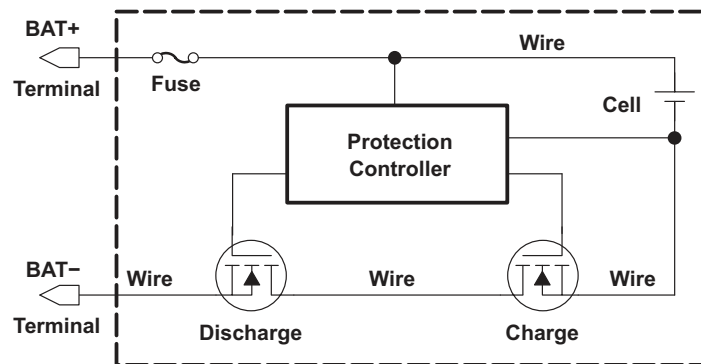 BAT+
Terminal
Fuse
Wire
Cell
Protection
Controller
BAT−
Terminal
Wire
Wire
Wire
Discharge
Charge